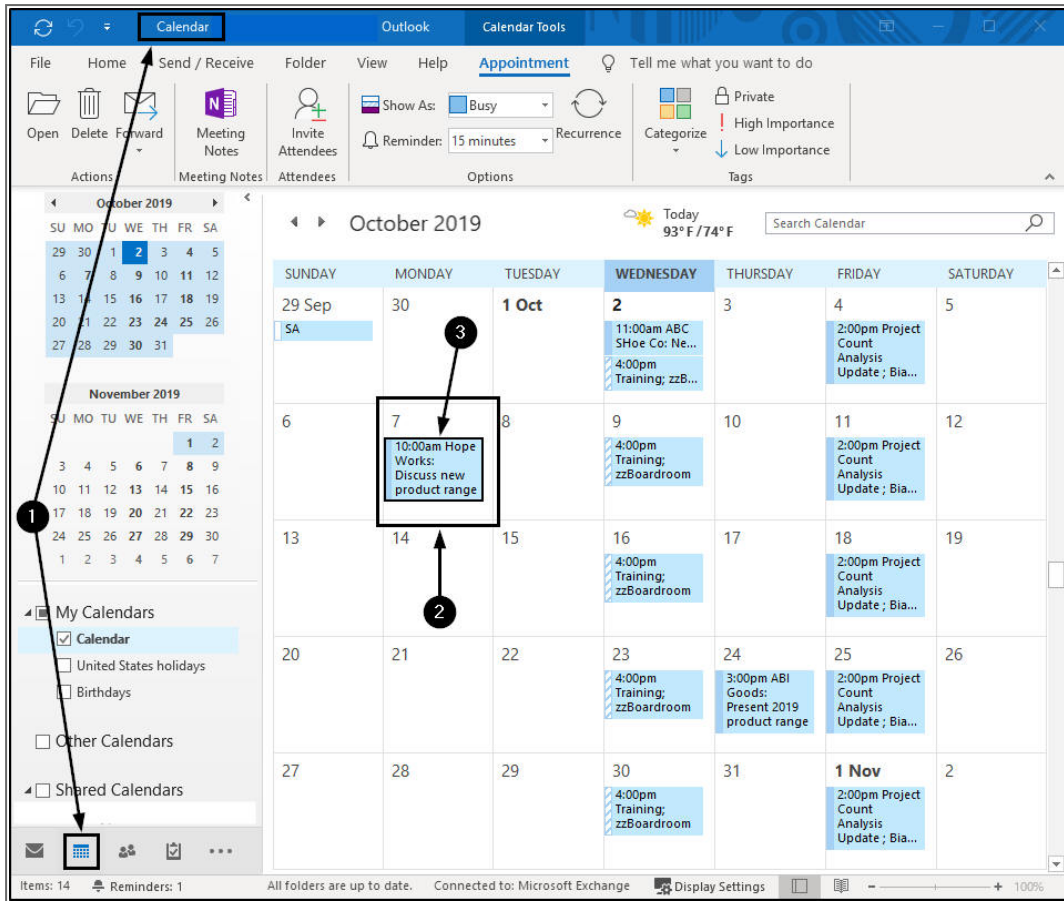 Calendar
Outlook
Calendar Tools
File Home Send / Receive Folder View Help Appointment Tell me what you want to do
Open Delete Forward
Actions
Meeting
Notes
Meeting Notes
Invite
Attendees
Attendees
Show As: Busy
Reminder: 15 minutes
Recurrence
Options
Categorize
Private
High Importance
Low Importance
Tags
October 2019
SU MO TU WE TH FR SA
29 30 1 2 3 4 5
6 7 8 9 10 11 12
13 14 15 16 17 18 19
20 21 22 23 24 25 26
27 28 29 30 31
November 2019
SU MO TU WE TH FR SA
1 2
3 4 5 6 7 8 9
10 11 12 13 14 15 16
17 18 19 20 21 22 23
24 25 26 27 28 29 30
1 2 3 4 5 6 7
1
My Calendars
Calendar
United States holidays
Birthdays
Other Calendars
Shared Calendars
October 2019
Today
93° F / 74° F
Search Calendar
SUNDAY MONDAY TUESDAY WEDNESDAY THURSDAY FRIDAY SATURDAY
29 Sep
SA
30
3
1 Oct
2
11:00am ABC
SHoe Co: Ne...
4:00pm
Training; zzB...
3
4
2:00pm Project
Count
Analysis
Update ; Bia...
5
6
7
10:00am Hope
Works:
Discuss new
product range
8
9
4:00pm
Training;
zzBoardroom
10
11
2:00pm Project
Count
Analysis
Update ; Bia...
12
13
14
2
15
16
4:00pm
Training;
zzBoardroom
17
18
2:00pm Project
Count
Analysis
Update ; Bia...
19
20
21
22
23
4:00pm
Training;
zzBoardroom
24
3:00pm ABI
Goods:
Present 2019
product range
25
2:00pm Project
Count
Analysis
Update ; Bia...
26
27
28
29
30
4:00pm
Training;
zzBoardroom
31
1 Nov
2:00pm Project
Count
Analysis
Update ; Bia...
2
Items: 14 Reminders: 1 All folders are up to date. Connected to: Microsoft Exchange Display Settings 100%